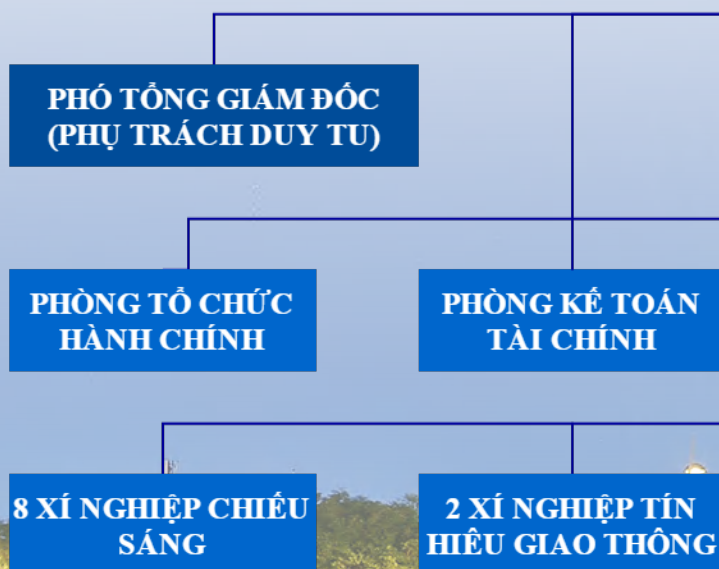 PHÓ TỔNG GIÁM ĐỐC
(PHỤ TRÁCH DUY TU)
PHÒNG TỔ CHỨC
HÀNH CHÍNH
PHÒNG KẾ TOÁN
TÀI CHÍNH
8 XÍ NGHIỆP CHIẾU
SÁNG
2 XÍ NGHIỆP TÍN
HIỆU GIAO THÔNG